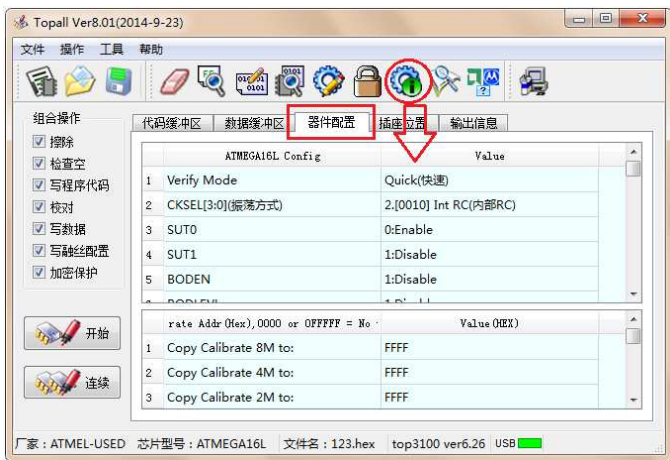 Topall Ver8.01(2014-9-23)
文件 操作 工具 帮助
组合操作
擦除
检查空
写程序代码
校对
写数据
写融丝配置
加密保护
开始
连续
代码缓冲区 数据缓冲区 器件配置 插座位置 输出信息
ATMEGA16L Config Value
1 Verify Mode Quick(快速)
2 CKSEL[3:0](振荡方式) 2.[0010] Int RC(内部RC)
3 SUT0 0:Enable
4 SUT1 1:Disable
5 BODEN 1:Disable
rate Addr(Hex),0000 or 0FFFFF = No Value(HEX)
1 Copy Calibrate 8M to: FFFF
2 Copy Calibrate 4M to: FFFF
3 Copy Calibrate 2M to: FFFF
厂家：ATMEL-USED 芯片型号：ATMEGA16L 文件名：123.hex top3100 ver6.26 USB